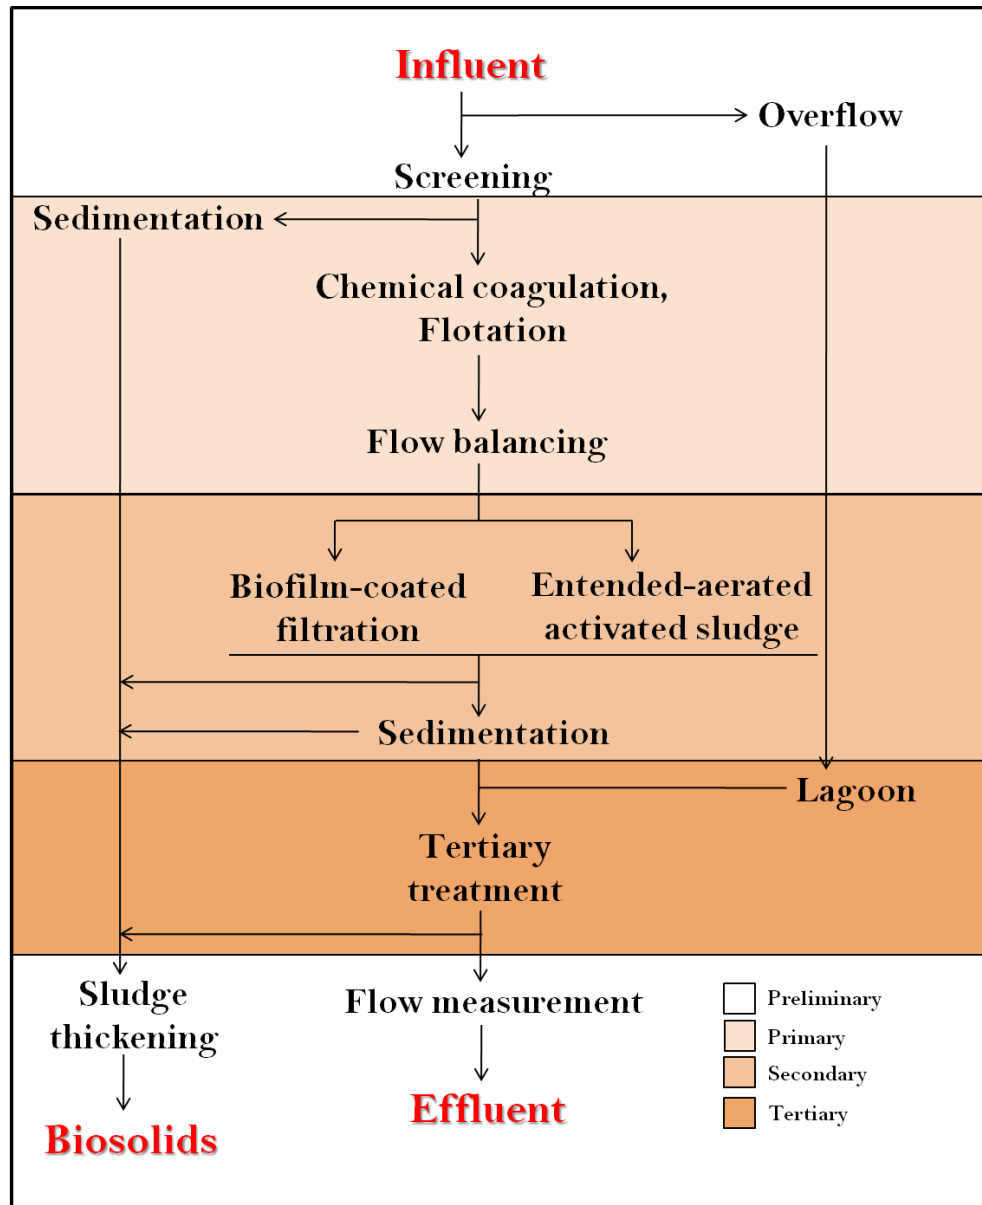 Influent
Overflow
Screening
Sedimentation
Chemical coagulation,
Flotation
Flow balancing
Biofilm-coated
filtration
Entended-aerated
activated sludge
Sedimentation
Lagoon
Tertiary
treatment
Sludge
thickening
Flow measurement
Biosolids
Effluent
Preliminary
Primary
Secondary
Tertiary